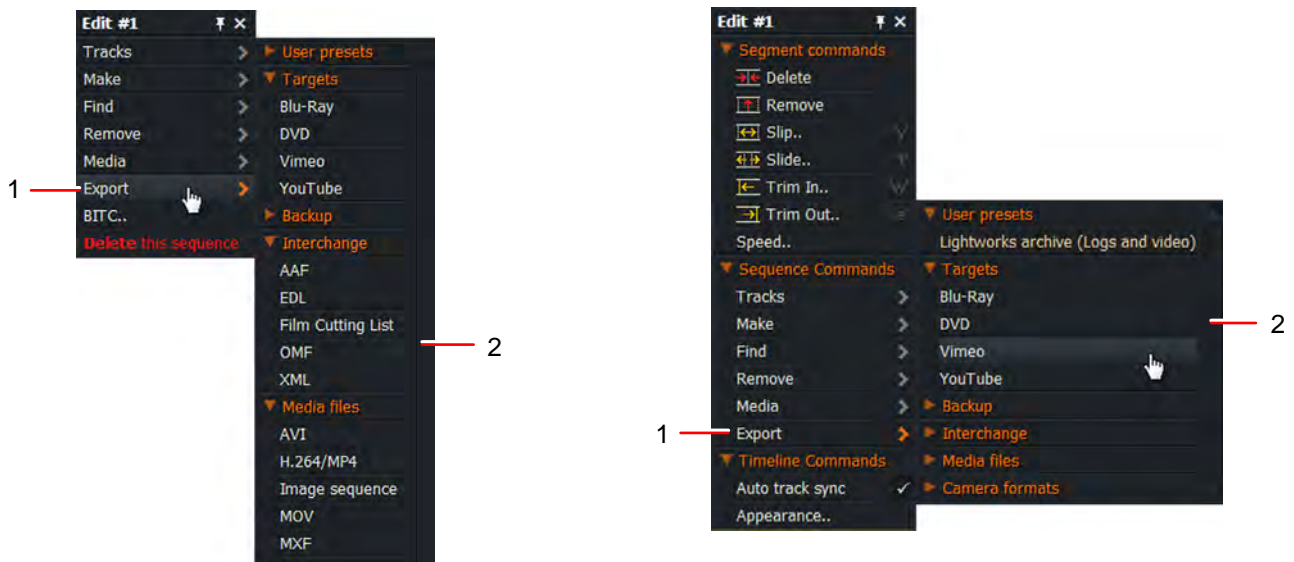 Edit #1
Tracks
Make
Find
Remove
Media
Export
BITC..
Delete this sequence
1
User presets
Targets
Blu-Ray
DVD
Vimeo
YouTube
Backup
Interchange
AAF
EDL
Film Cutting List
OMF
XML
Media files
AVI
H.264/MP4
Image sequence
MOV
MXF
2
Edit #1
Segment commands
Delete
Remove
Slip.. V
Slide..
Trim In.. W
Trim Out..
Speed..
Sequence Commands
Tracks
Make
Find
Remove
Media
Export
1
Timeline Commands
Auto track sync
Appearance..
User presets
Lightworks archive (Logs and video)
Targets
Blu-Ray
DVD
Vimeo
YouTube
Backup
Interchange
Media files
Camera formats
2